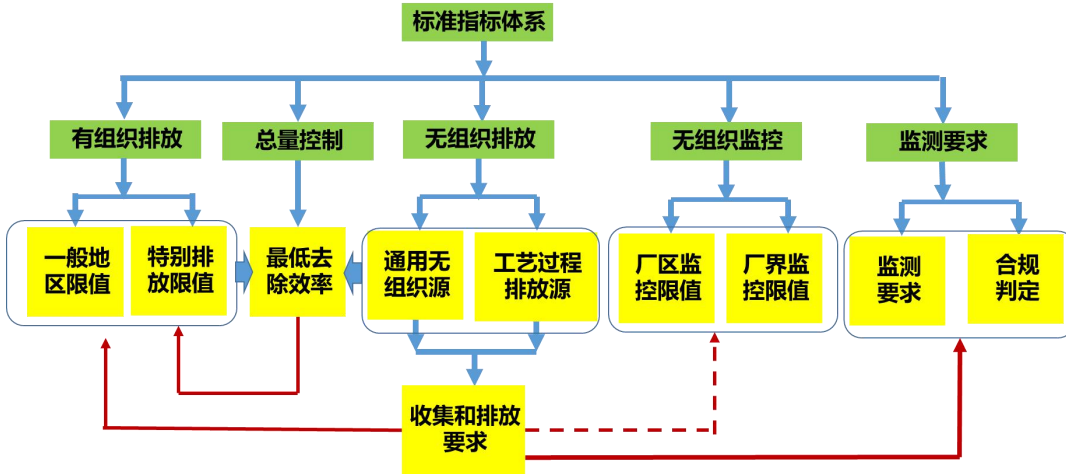 标准指标体系
有组织排放
总量控制
无组织排放
无组织监控
监测要求
一般地
区限值
特别排
放限值
最低去
除效率
通用无
组织源
工艺过程
排放源
厂区监
控限值
厂界监
控限值
监测
要求
合规
判定
收集和排放
要求